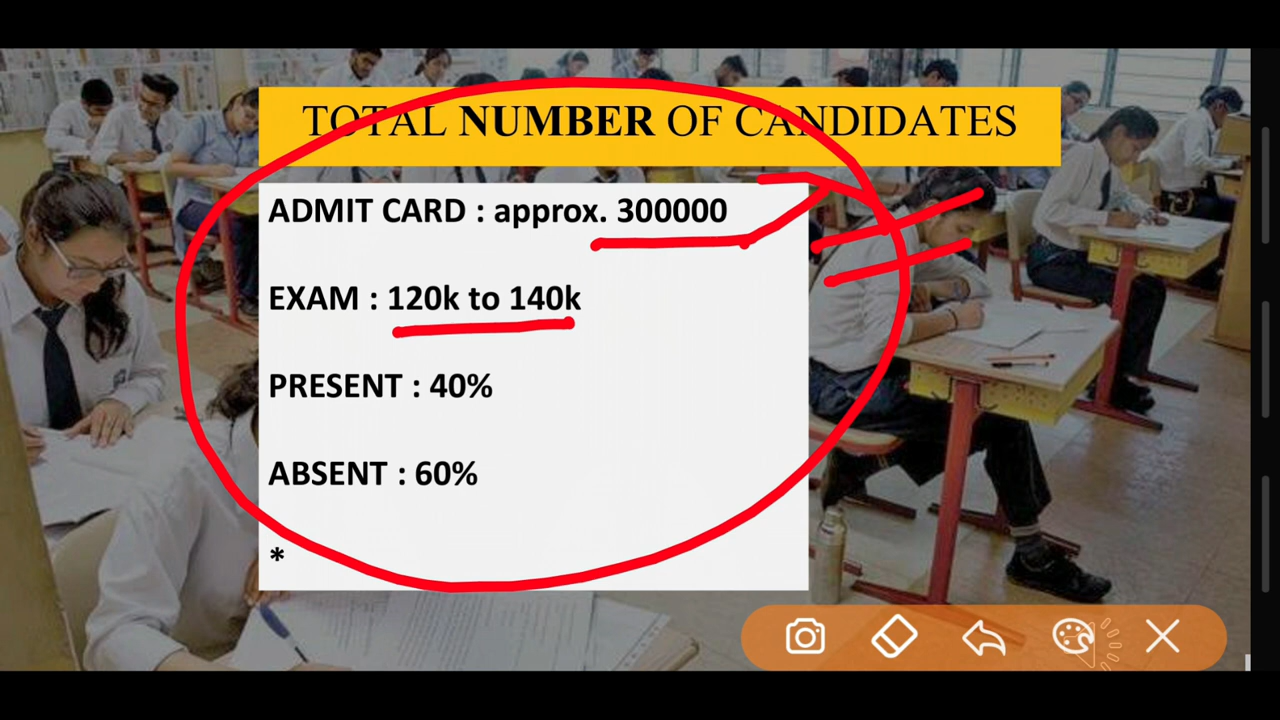 TOTAL NUMBER OF CANDIDATES
ADMIT CARD : approx. 300000
EXAM : 120k to 140k
PRESENT : 40%
ABSENT : 60%
*